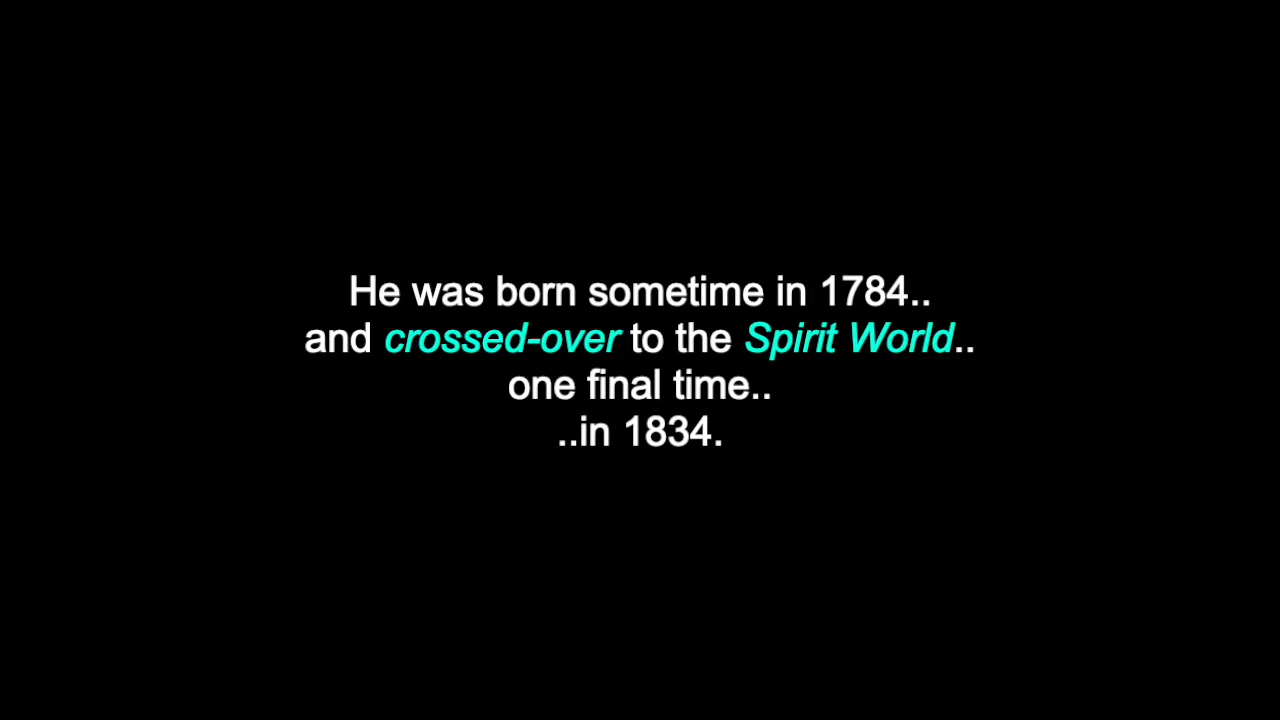 He was born sometime in 1784..
and crossed-over to the Spirit World..
one final time..
..in 1834.